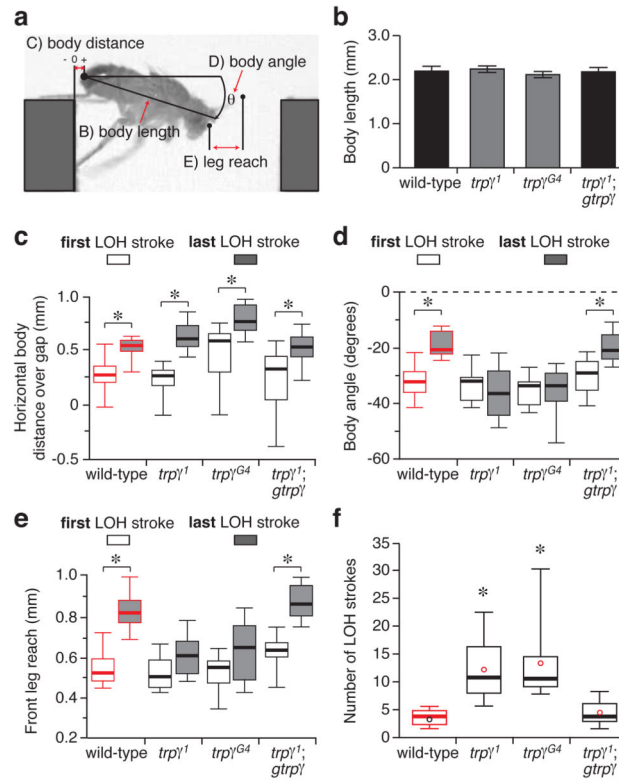 a
C) body distance
- 0 +
D) body angle
θ
B) body length
E) leg reach
b
Body length (mm)
3.0
2.0
1.0
0
wild-type trpγ¹ trpγᴳ⁴ trpγ¹;
gtrpγ
c
first LOH stroke last LOH stroke
Horizontal body
distance over gap (mm)
1.0
0.5
0
-0.5
* * * *
wild-type trpγ¹ trpγᴳ⁴ trpγ¹;
gtrpγ
d
first LOH stroke last LOH stroke
Body angle (degrees)
0
-20
-40
-60
* *
wild-type trpγ¹ trpγᴳ⁴ trpγ¹;
gtrpγ
e
first LOH stroke last LOH stroke
Front leg reach (mm)
1.0
0.8
0.6
0.4
0.2
* *
wild-type trpγ¹ trpγᴳ⁴ trpγ¹;
gtrpγ
f
Number of LOH strokes
35
30
25
20
15
10
5
0
* *
wild-type trpγ¹ trpγᴳ⁴ trpγ¹;
gtrpγ